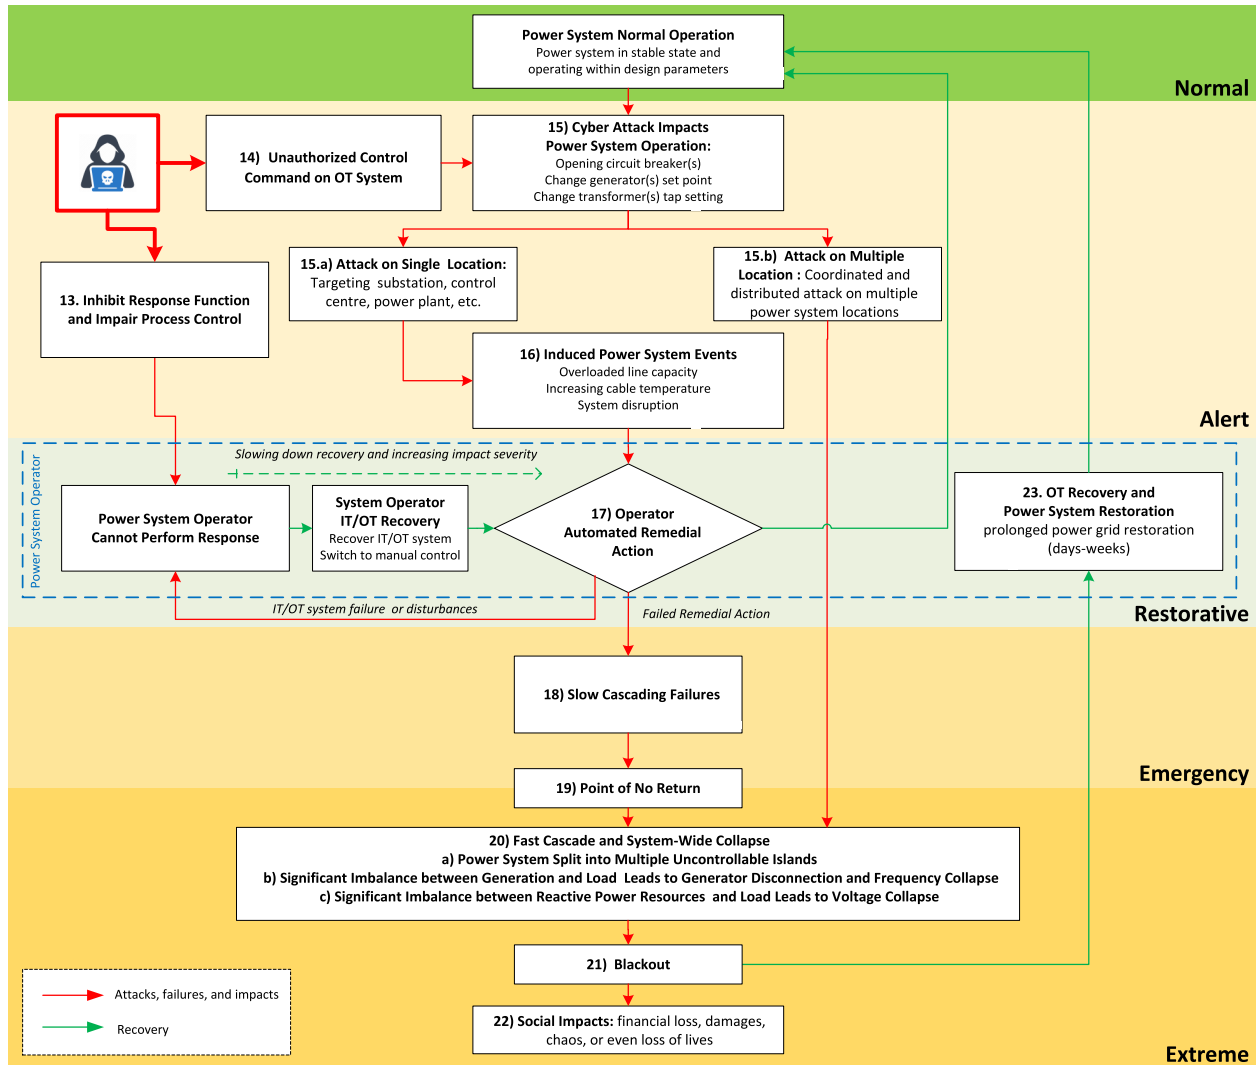 Power System Normal Operation
Power system in stable state and
operating within design parameters
Normal
14) Unauthorized Control
Command on OT System
15) Cyber Attack Impacts
Power System Operation:
Opening circuit breaker(s)
Change generator(s) set point
Change transformer(s) tap setting
15.a) Attack on Single Location:
Targeting substation, control
centre, power plant, etc.
15.b) Attack on Multiple
Location : Coordinated and
distributed attack on multiple
power system locations
13. Inhibit Response Function
and Impair Process Control
16) Induced Power System Events
Overloaded line capacity
Increasing cable temperature
System disruption
Alert
Power System Operator
Slowing down recovery and increasing impact severity
Power System Operator
Cannot Perform Response
System Operator
IT/OT Recovery
Recover IT/OT system
Switch to manual control
17) Operator
Automated Remedial
Action
23. OT Recovery and
Power System Restoration
prolonged power grid restoration
(days-weeks)
IT/OT system failure or disturbances
Failed Remedial Action
Restorative
18) Slow Cascading Failures
Emergency
19) Point of No Return
20) Fast Cascade and System-Wide Collapse
a) Power System Split into Multiple Uncontrollable Islands
b) Significant Imbalance between Generation and Load Leads to Generator Disconnection and Frequency Collapse
c) Significant Imbalance between Reactive Power Resources and Load Leads to Voltage Collapse
21) Blackout
22) Social Impacts: financial loss, damages,
chaos, or even loss of lives
Attacks, failures, and impacts
Recovery
Extreme